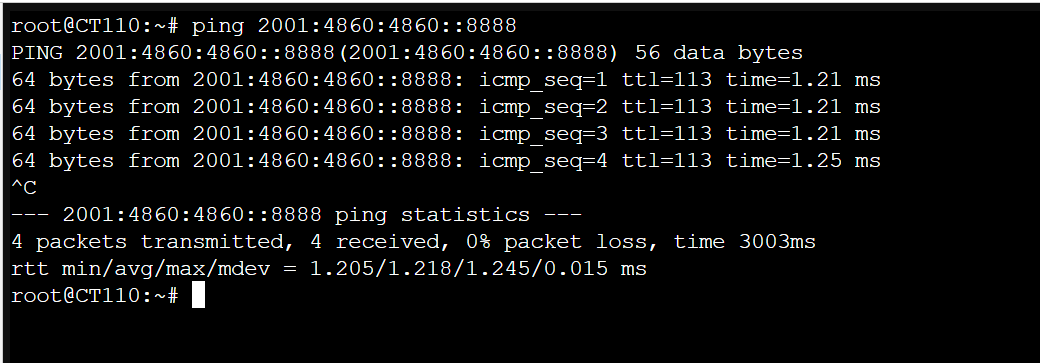 root@CT110:~# ping 2001:4860:4860::8888
PING 2001:4860:4860::8888(2001:4860:4860::8888) 56 data bytes
64 bytes from 2001:4860:4860::8888: icmp_seq=1 ttl=113 time=1.21 ms
64 bytes from 2001:4860:4860::8888: icmp_seq=2 ttl=113 time=1.21 ms
64 bytes from 2001:4860:4860::8888: icmp_seq=3 ttl=113 time=1.21 ms
64 bytes from 2001:4860:4860::8888: icmp_seq=4 ttl=113 time=1.25 ms
^C
--- 2001:4860:4860::8888 ping statistics ---
4 packets transmitted, 4 received, 0% packet loss, time 3003ms
rtt min/avg/max/mdev = 1.205/1.218/1.245/0.015 ms
root@CT110:~#